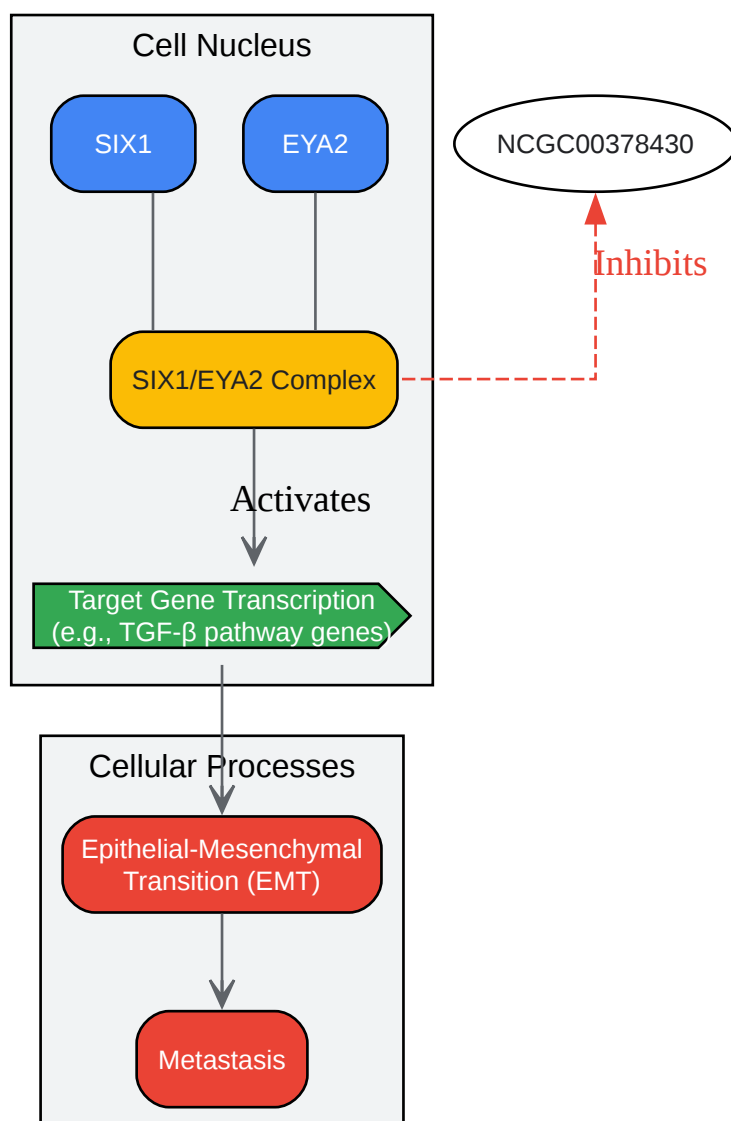 Cell Nucleus
SIX1
EYA2
NCGC00378430
Inhibits
SIX1/EYA2 Complex
Activates
Target Gene Transcription
(e.g., TGF-β pathway genes)
Cellular Processes
Epithelial-Mesenchymal
Transition (EMT)
Metastasis